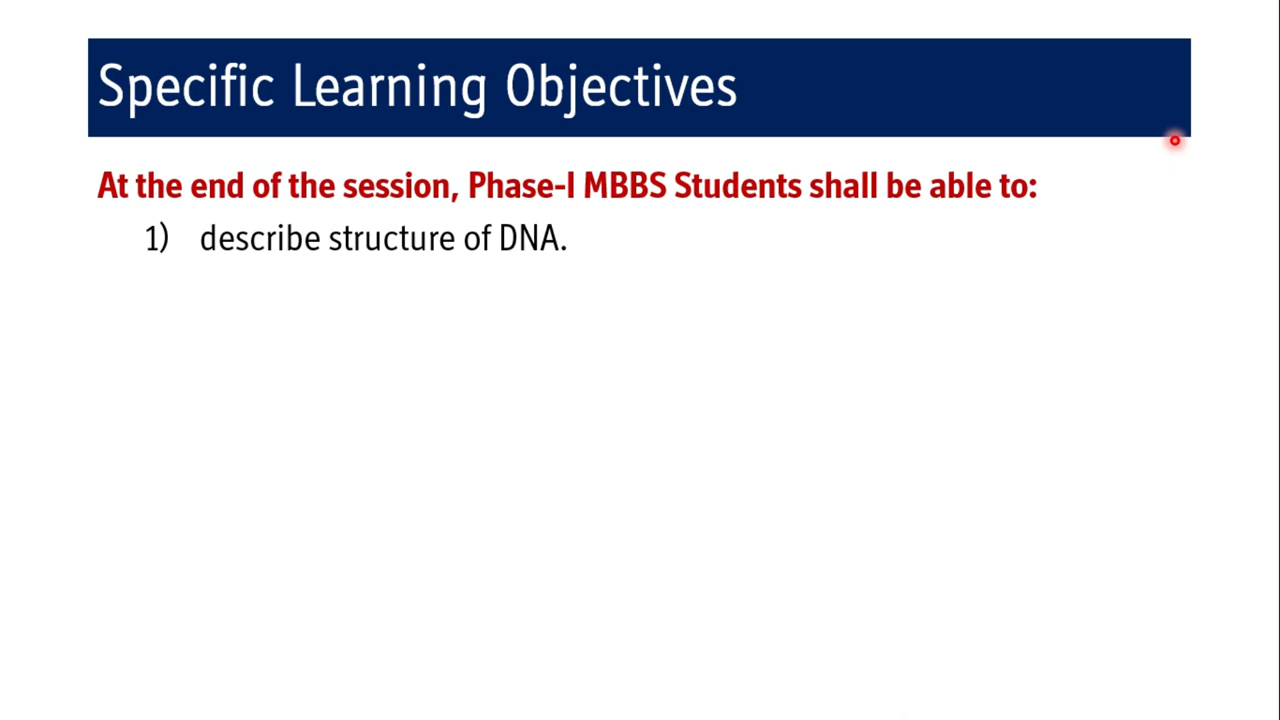 Specific Learning Objectives
At the end of the session, Phase-I MBBS Students shall be able to:
1) describe structure of DNA.